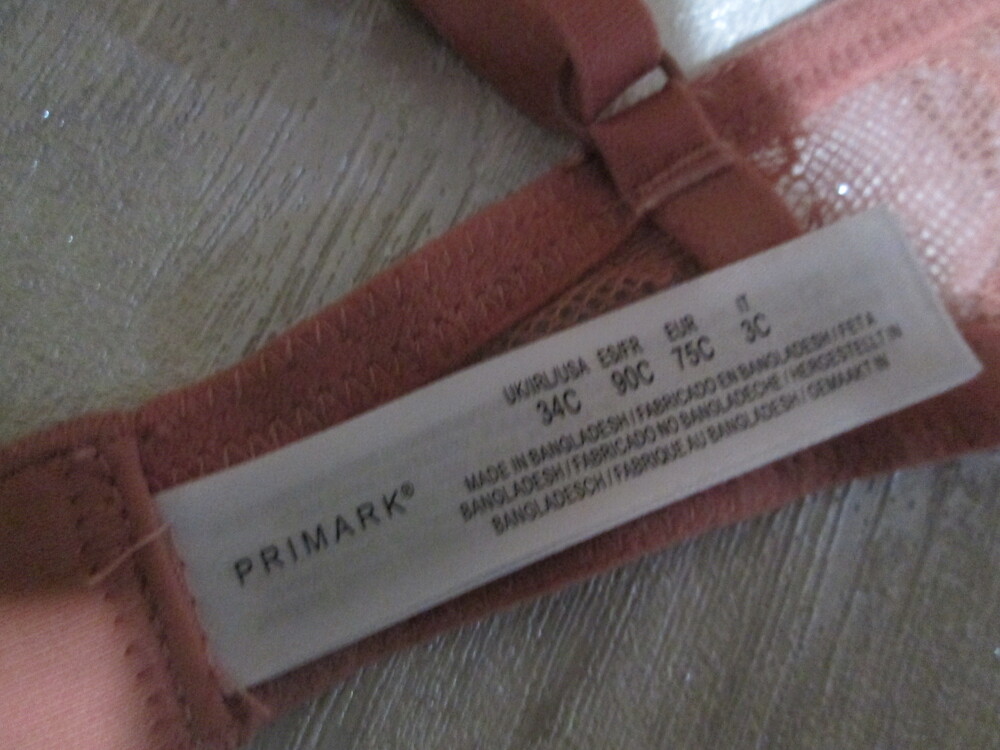 PRIMARK®
UK/IRL/USA ES/FR EUR IT
34C 90C 75C 3C
MADE IN BANGLADESH / FABRICADO EN BANGLADESH / FETA
BANGLADESH / FABRICADO NO BANGLADECHE / HERGESTELLT IN
BANGLADESCH / FABRIQUE AU BANGLADESH / GEMAAKT IN